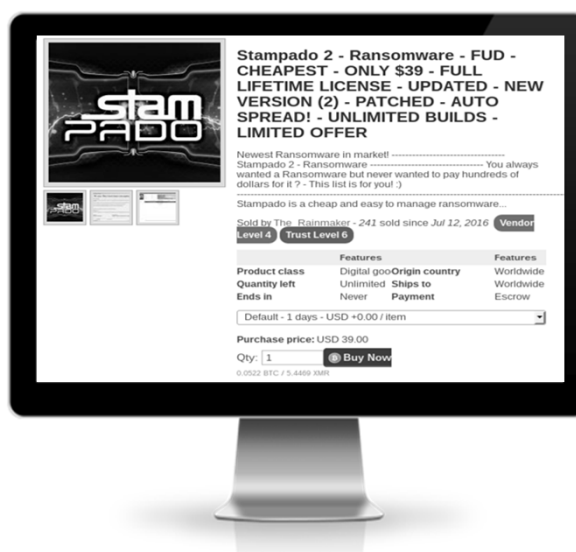 stam
PADO
Stampado 2 - Ransomware - FUD -
CHEAPEST - ONLY $39 - FULL
LIFETIME LICENSE - UPDATED - NEW
VERSION (2) - PATCHED - AUTO
SPREAD! - UNLIMITED BUILDS -
LIMITED OFFER
Newest Ransomware in market! --------------------------------------
Stampado 2 - Ransomware -------------------------------------- You always
wanted a Ransomware but never wanted to pay hundreds of
dollars for it ? - This list is for you! :)
Stampado is a cheap and easy to manage ransomware...
Sold by The_Rainmaker - 241 sold since Jul 12, 2016 Vendor
Level 4 Trust Level 6
Features Features
Product class Digital goo Origin country Worldwide
Quantity left Unlimited Ships to Worldwide
Ends in Never Payment Escrow
Default - 1 days - USD +0.00 / item
Purchase price: USD 39.00
Qty: 1 Buy Now
0.0522 BTC / 5.4469 XMR